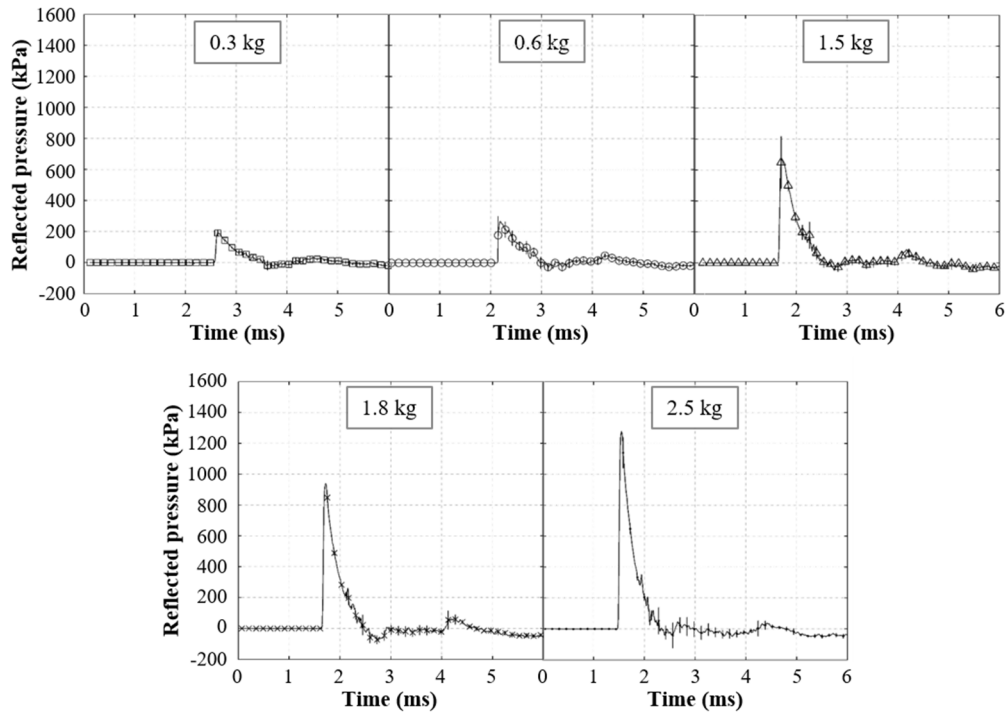 0.3 kg 0.6 kg 1.5 kg
1600
1400
1200
1000
800
600
400
200
0
-200
Reflected pressure (kPa)
0 1 2 3 4 5 0 1 2 3 4 5 0 1 2 3 4 5 6
Time (ms) Time (ms) Time (ms)
1.8 kg 2.5 kg
1600
1400
1200
1000
800
600
400
200
0
-200
Reflected pressure (kPa)
0 1 2 3 4 5 0 1 2 3 4 5 6
Time (ms) Time (ms)